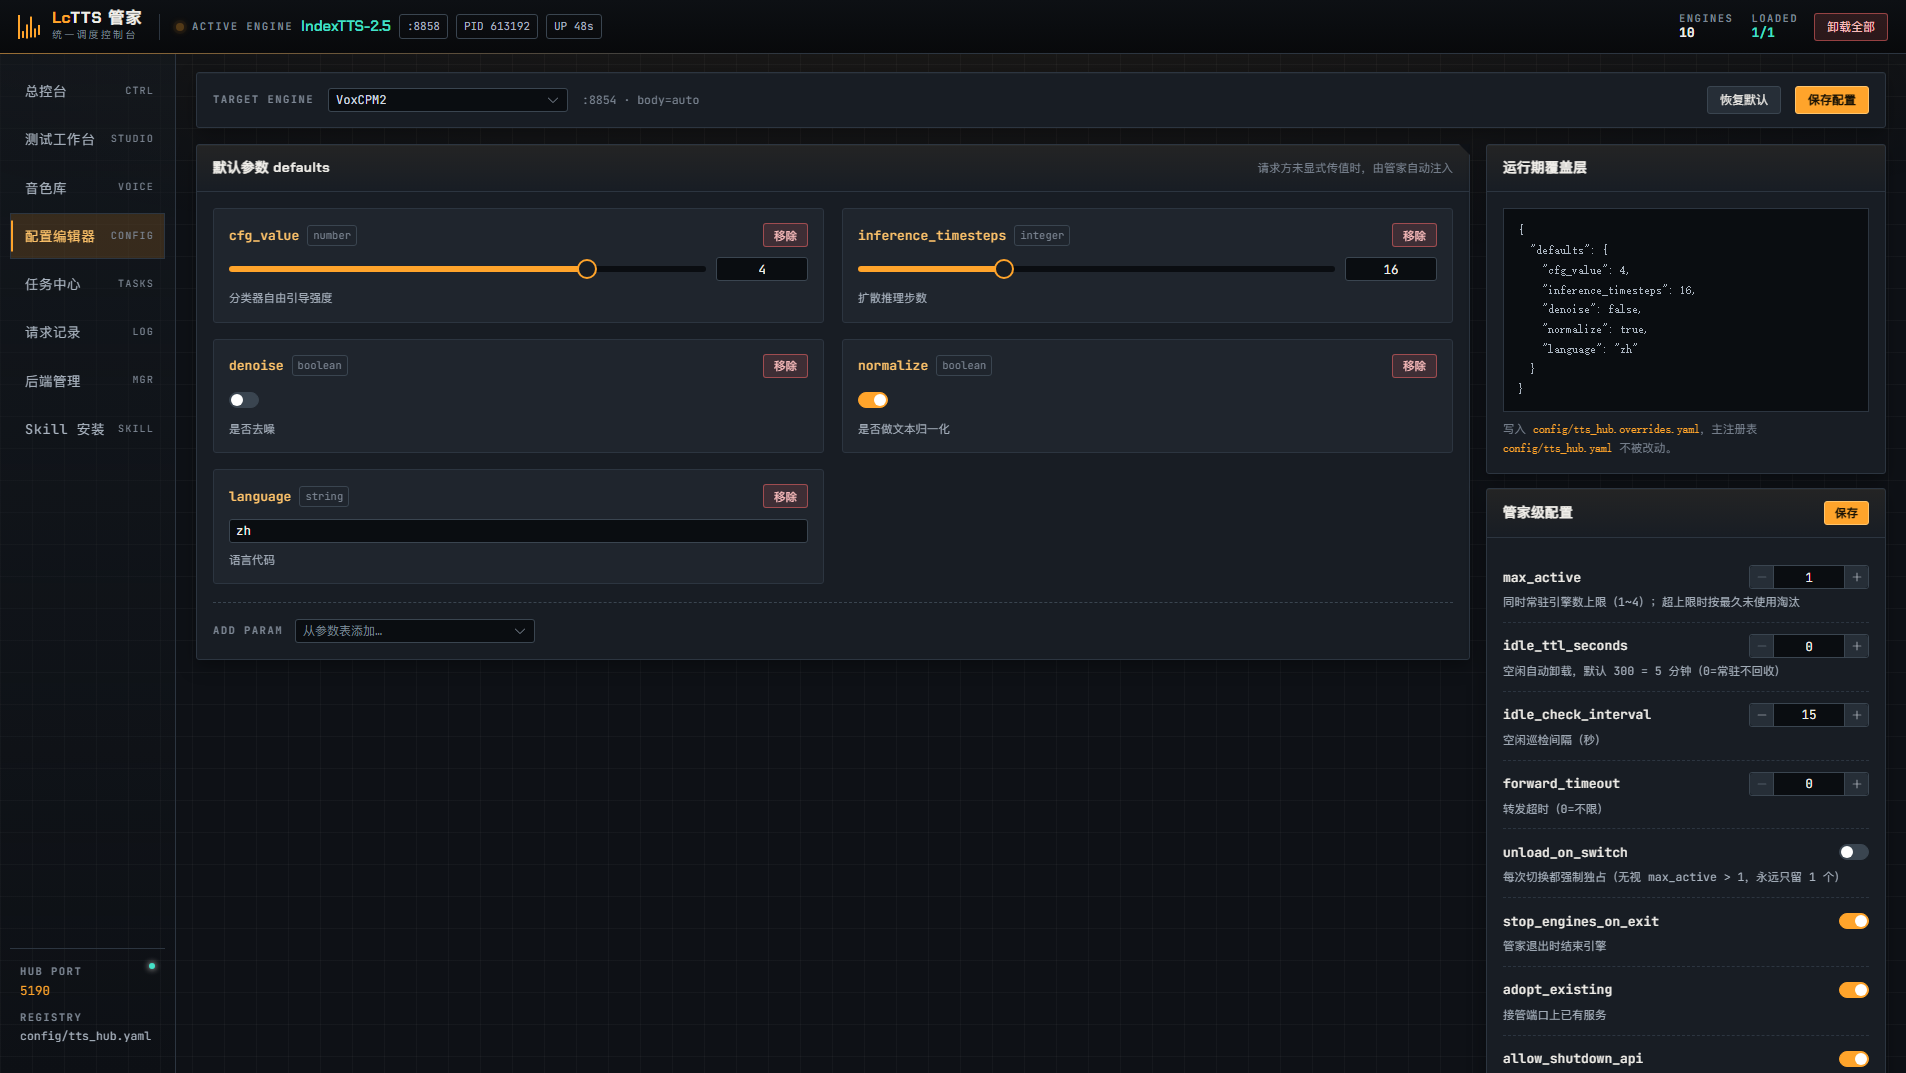 LcTTS 管家
统一调度控制台
ACTIVE ENGINE IndexTTS-2.5 :8858 PID 613192 UP 48s
ENGINES 10
LOADED 1/1
卸载全部
总控台 CTRL
测试工作台 STUDIO
音色库 VOICE
配置编辑器 CONFIG
任务中心 TASKS
请求记录 LOG
后端管理 MGR
Skill 安装 SKILL
HUB PORT
5190
REGISTRY
config/tts_hub.yaml
TARGET ENGINE VoxCPM2 :8854 · body=auto
恢复默认 保存配置
默认参数 defaults
请求方未显式传值时，由管家自动注入
cfg_value number 移除
4
分类器自由引导强度
inference_timesteps integer 移除
16
扩散推理步数
denoise boolean 移除
是否去噪
normalize boolean 移除
是否做文本归一化
language string 移除
zh
语言代码
ADD PARAM 从参数表添加…
运行期覆盖层
{
"defaults": {
"cfg_value": 4,
"inference_timesteps": 16,
"denoise": false,
"normalize": true,
"language": "zh"
}
}
写入 config/tts_hub.overrides.yaml，主注册表
config/tts_hub.yaml 不被改动。
管家级配置 保存
max_active − 1 +
同时常驻引擎数上限（1~4）；超上限时按最久未使用淘汰
idle_ttl_seconds − 0 +
空闲自动卸载，默认 300 = 5 分钟（0=常驻不回收）
idle_check_interval − 15 +
空闲巡检间隔（秒）
forward_timeout − 0 +
转发超时（0=不限）
unload_on_switch
每次切换都强制独占（无视 max_active > 1，永远只留 1 个）
stop_engines_on_exit
管家退出时结束引擎
adopt_existing
接管端口上已有服务
allow_shutdown_api